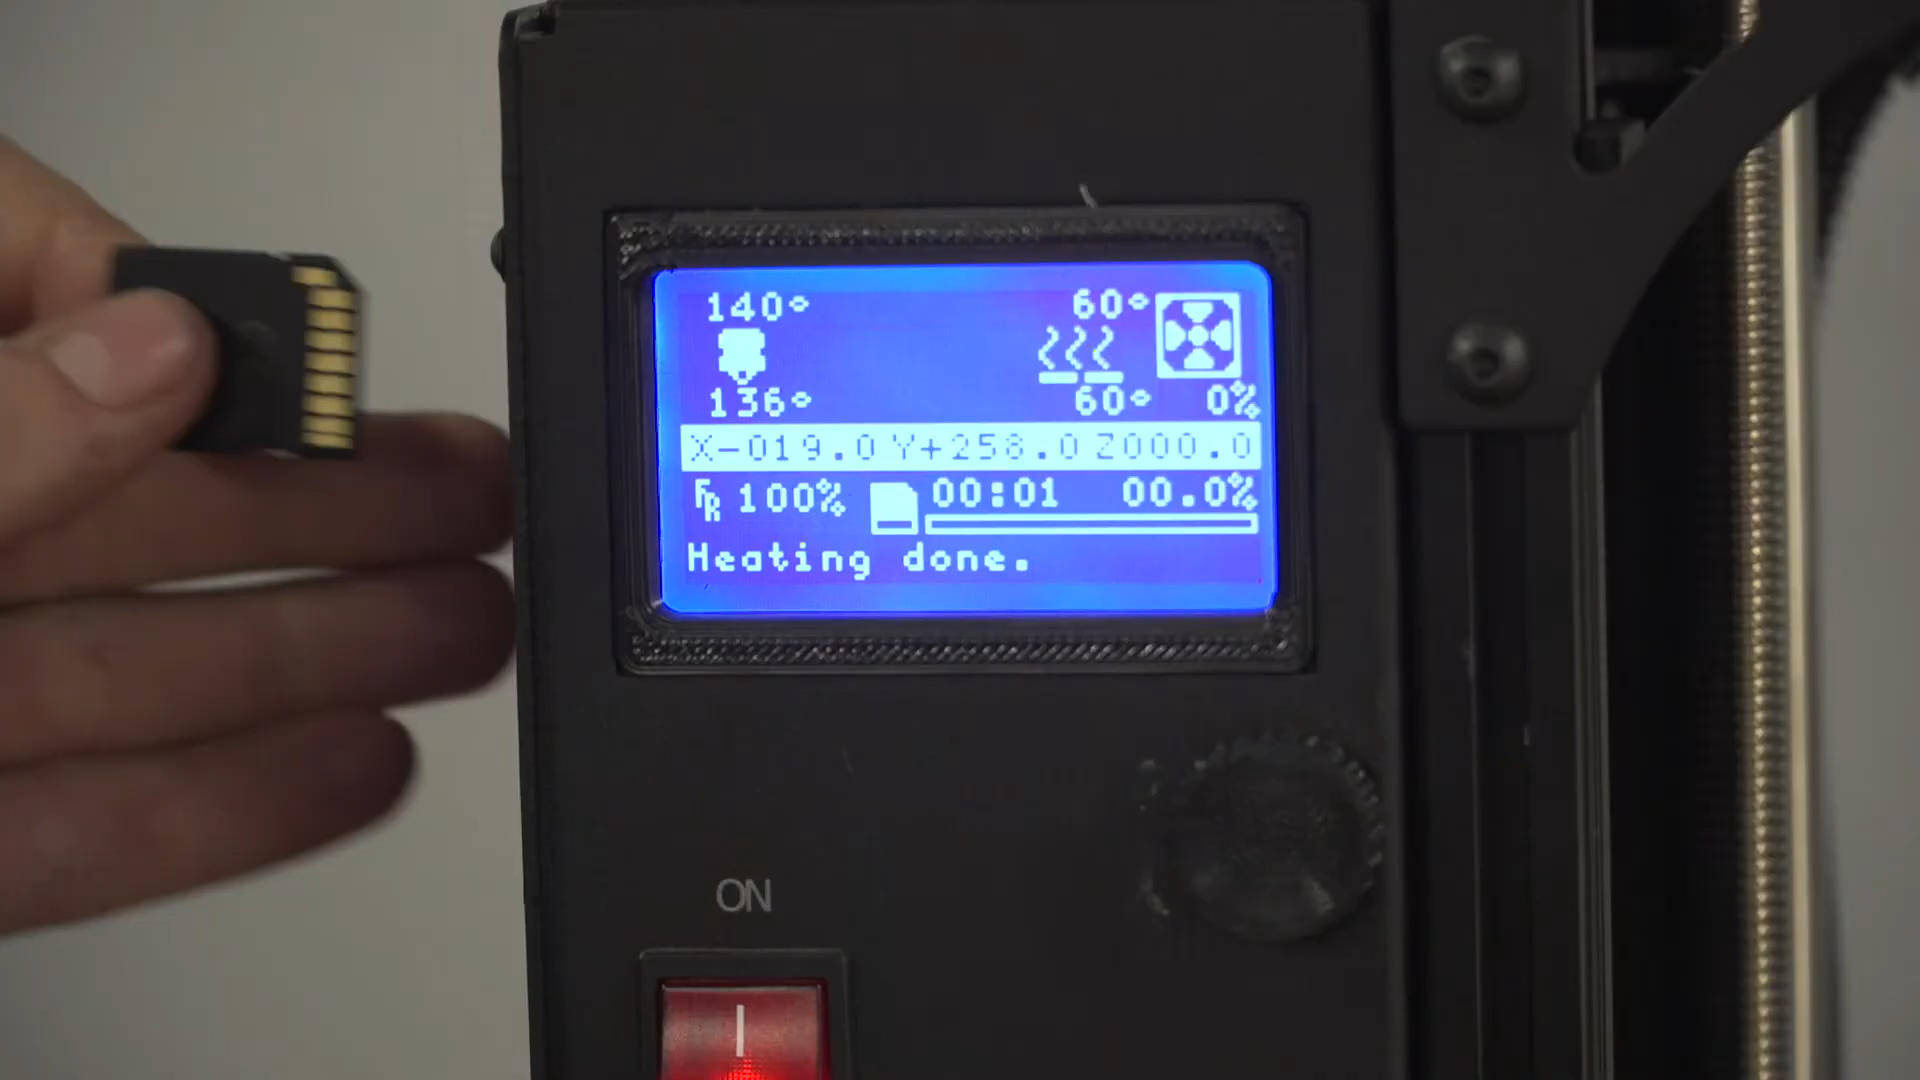 140° 60°
136° 60° 0%
X-019.0 Y+258.0 Z000.0
FR 100% 00:01 00.0%
Heating done.
ON